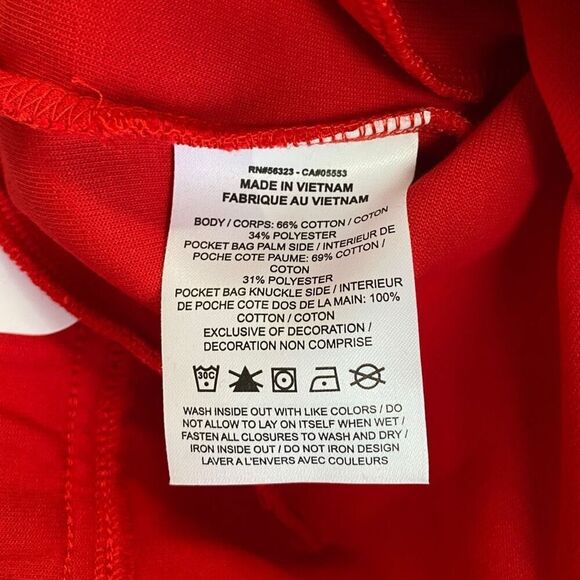 RN#56323 - CA#05553
MADE IN VIETNAM
FABRIQUE AU VIETNAM
BODY / CORPS: 66% COTTON / COTON
34% POLYESTER
POCKET BAG PALM SIDE / INTERIEUR DE
POCHE COTE PAUME: 69% COTTON /
COTON
31% POLYESTER
POCKET BAG KNUCKLE SIDE / INTERIEUR
DE POCHE COTE DOS DE LA MAIN: 100%
COTTON / COTON
EXCLUSIVE OF DECORATION /
DECORATION NON COMPRISE
30C
WASH INSIDE OUT WITH LIKE COLORS / DO
NOT ALLOW TO LAY ON ITSELF WHEN WET /
FASTEN ALL CLOSURES TO WASH AND DRY /
IRON INSIDE OUT / DO NOT IRON DESIGN
LAVER A L'ENVERS AVEC COULEURS